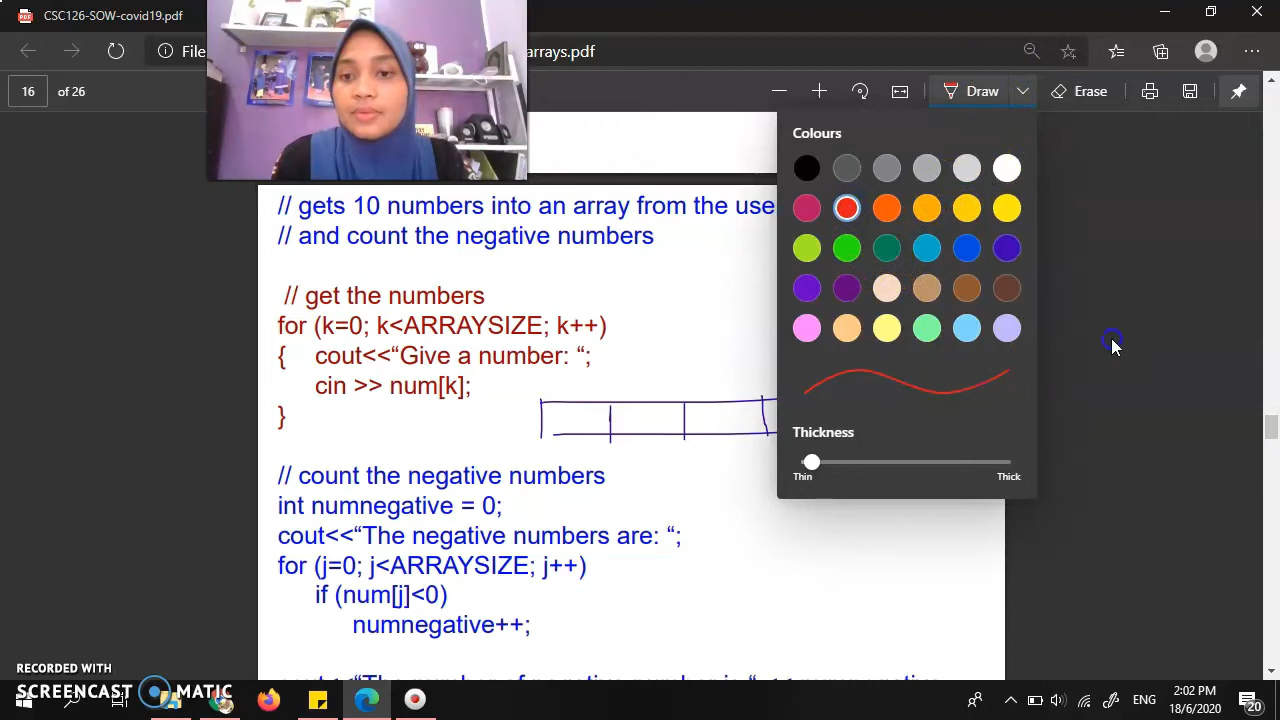 CSC126-SOW-covid19.pdf
File
arrays.pdf
16 of 26
Draw
Erase
Colours
// gets 10 numbers into an array from the use
// and count the negative numbers
// get the numbers
for (k=0; k<ARRAYSIZE; k++)
{ cout<<“Give a number: “;
cin >> num[k];
}
Thickness
Thin
Thick
// count the negative numbers
int numnegative = 0;
cout<<“The negative numbers are: “;
for (j=0; j<ARRAYSIZE; j++)
if (num[j]<0)
numnegative++;
RECORDED WITH
SCREENCAST MATIC
ENG
2:02 PM
18/6/2020
20